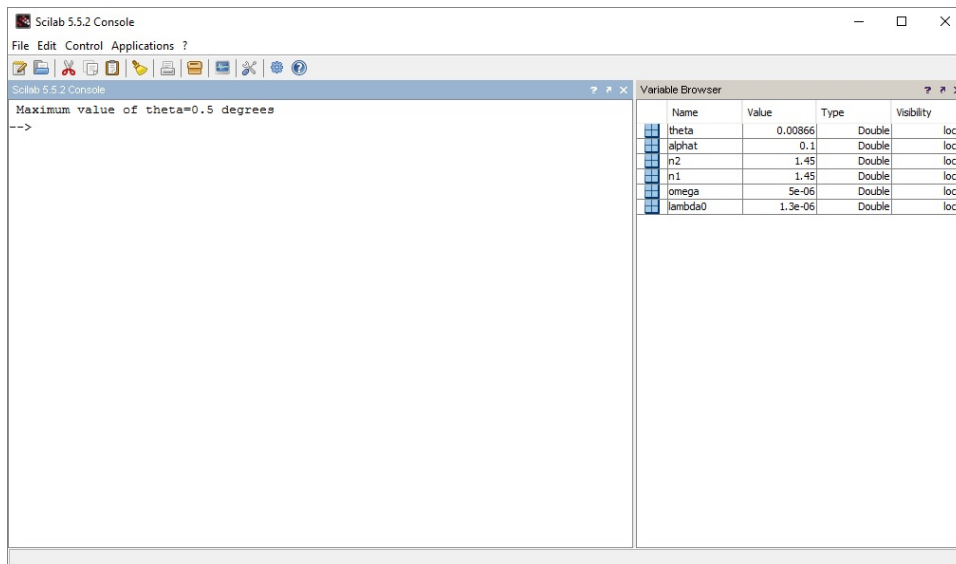 Scilab 5.5.2 Console
File Edit Control Applications ?
Scilab 5.5.2 Console
Maximum value of theta=0.5 degrees
-->
Variable Browser
Name Value Type Visibility
theta 0.00866 Double loc
alphat 0.1 Double loc
n2 1.45 Double loc
n1 1.45 Double loc
omega 5e-06 Double loc
lambda0 1.3e-06 Double loc